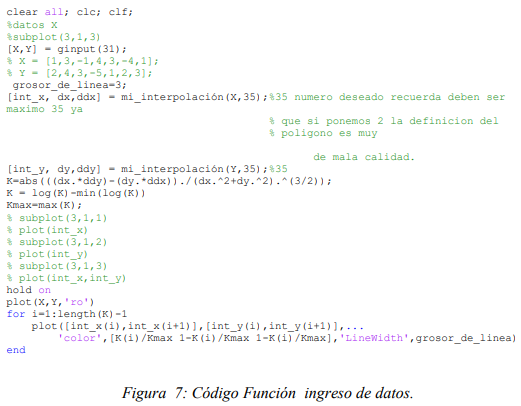 clear all; clc; clf;
%datos X
%subplot(3,1,3)
[X,Y] = ginput(31);
% X = [1,3,-1,4,3,-4,1];
% Y = [2,4,3,-5,1,2,3];
grosor_de_linea=3;
[int_x, dx,ddx] = mi_interpolación(X,35);%35 numero deseado recuerda deben ser
maximo 35 ya
% que si ponemos 2 la definicion del
% poligono es muy
de mala calidad.
[int_y, dy,ddy] = mi_interpolación(Y,35);%35
K=abs(((dx.*ddy)-(dy.*ddx))./(dx.^2+dy.^2).^(3/2));
K = log(K)-min(log(K))
Kmax=max(K);
% subplot(3,1,1)
% plot(int_x)
% subplot(3,1,2)
% plot(int_y)
% subplot(3,1,3)
% plot(int_x,int_y)
hold on
plot(X,Y,'ro')
for i=1:length(K)-1
plot([int_x(i),int_x(i+1)],[int_y(i),int_y(i+1)],...
'color',[K(i)/Kmax 1-K(i)/Kmax 1-K(i)/Kmax],'LineWidth',grosor_de_linea)
end
Figura 7: Código Función ingreso de datos.